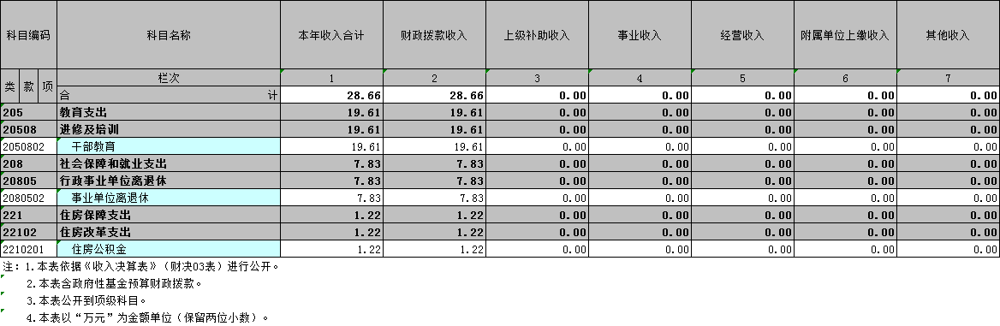 科目编码 科目名称 本年收入合计 财政拨款收入 上级补助收入 事业收入 经营收入 附属单位上缴收入 其他收入
类 款 项 栏次 1 2 3 4 5 6 7
合 计 28.66 28.66 0.00 0.00 0.00 0.00 0.00
205 教育支出 19.61 19.61 0.00 0.00 0.00 0.00 0.00
20508 进修及培训 19.61 19.61 0.00 0.00 0.00 0.00 0.00
2050802 干部教育 19.61 19.61 0.00 0.00 0.00 0.00 0.00
208 社会保障和就业支出 7.83 7.83 0.00 0.00 0.00 0.00 0.00
20805 行政事业单位离退休 7.83 7.83 0.00 0.00 0.00 0.00 0.00
2080502 事业单位离退休 7.83 7.83 0.00 0.00 0.00 0.00 0.00
221 住房保障支出 1.22 1.22 0.00 0.00 0.00 0.00 0.00
22102 住房改革支出 1.22 1.22 0.00 0.00 0.00 0.00 0.00
2210201 住房公积金 1.22 1.22 0.00 0.00 0.00 0.00 0.00
注：1.本表依据《收入决算表》（财决03表）进行公开。
2.本表含政府性基金预算财政拨款。
3.本表公开到项级科目。
4.本表以“万元”为金额单位（保留两位小数）。